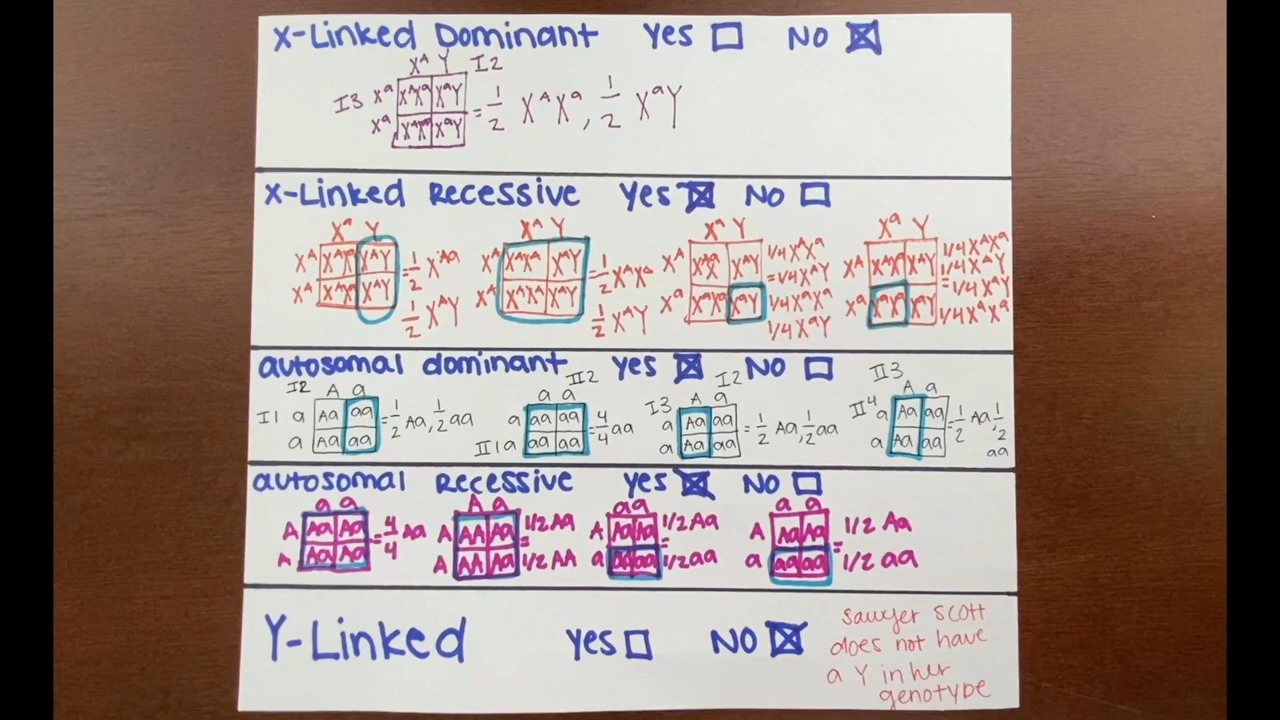 X-Linked Dominant Yes No
X^A Y I2
I3 X^a X^AX^a X^aY = 1/2 X^AX^a, 1/2 X^aY
X^a X^AX^a X^aY
X-Linked Recessive Yes No
X^a Y
X^A X^AX^a X^AY = 1/2
X^A X^AX^a X^AY 1/2 X^AY
X^A Y
X^A X^AX^A X^AY = 1/2
X^A X^AX^A X^AY 1/2 X^AY
X^a Y
X^A X^AX^a X^AY 1/4 X^AX^a
= 1/4 X^AY
X^a X^aX^a X^aY 1/4 X^aX^a
1/4 X^aY
X^a Y
X^A X^AX^a X^AY 1/4 X^AX^a
1/4 X^AY
X^a X^aX^a X^aY = 1/4 X^aY
1/4 X^aX^a
autosomal dominant Yes No
I2 A a
I1 a Aa aa = 1/2 Aa, 1/2 aa
a Aa aa
II2
a a
a aa aa = 4/4 aa
II1 a aa aa
I2
A a
I3 a Aa aa = 1/2 Aa, 1/2 aa
a Aa aa
II3
A a
II4 a Aa aa = 1/2 Aa, 1/2
a Aa aa aa
autosomal Recessive Yes No
a a
A Aa Aa = 4/4 Aa
A Aa Aa
A a
A AA Aa = 1/2 Aa
A AA Aa 1/2 AA
a a
A Aa Aa = 1/2 Aa
a aa aa 1/2 aa
a a
A Aa Aa = 1/2 Aa
a aa aa 1/2 aa
Y-Linked Yes No
Sawyer Scott
does not have
a Y in her
genotype